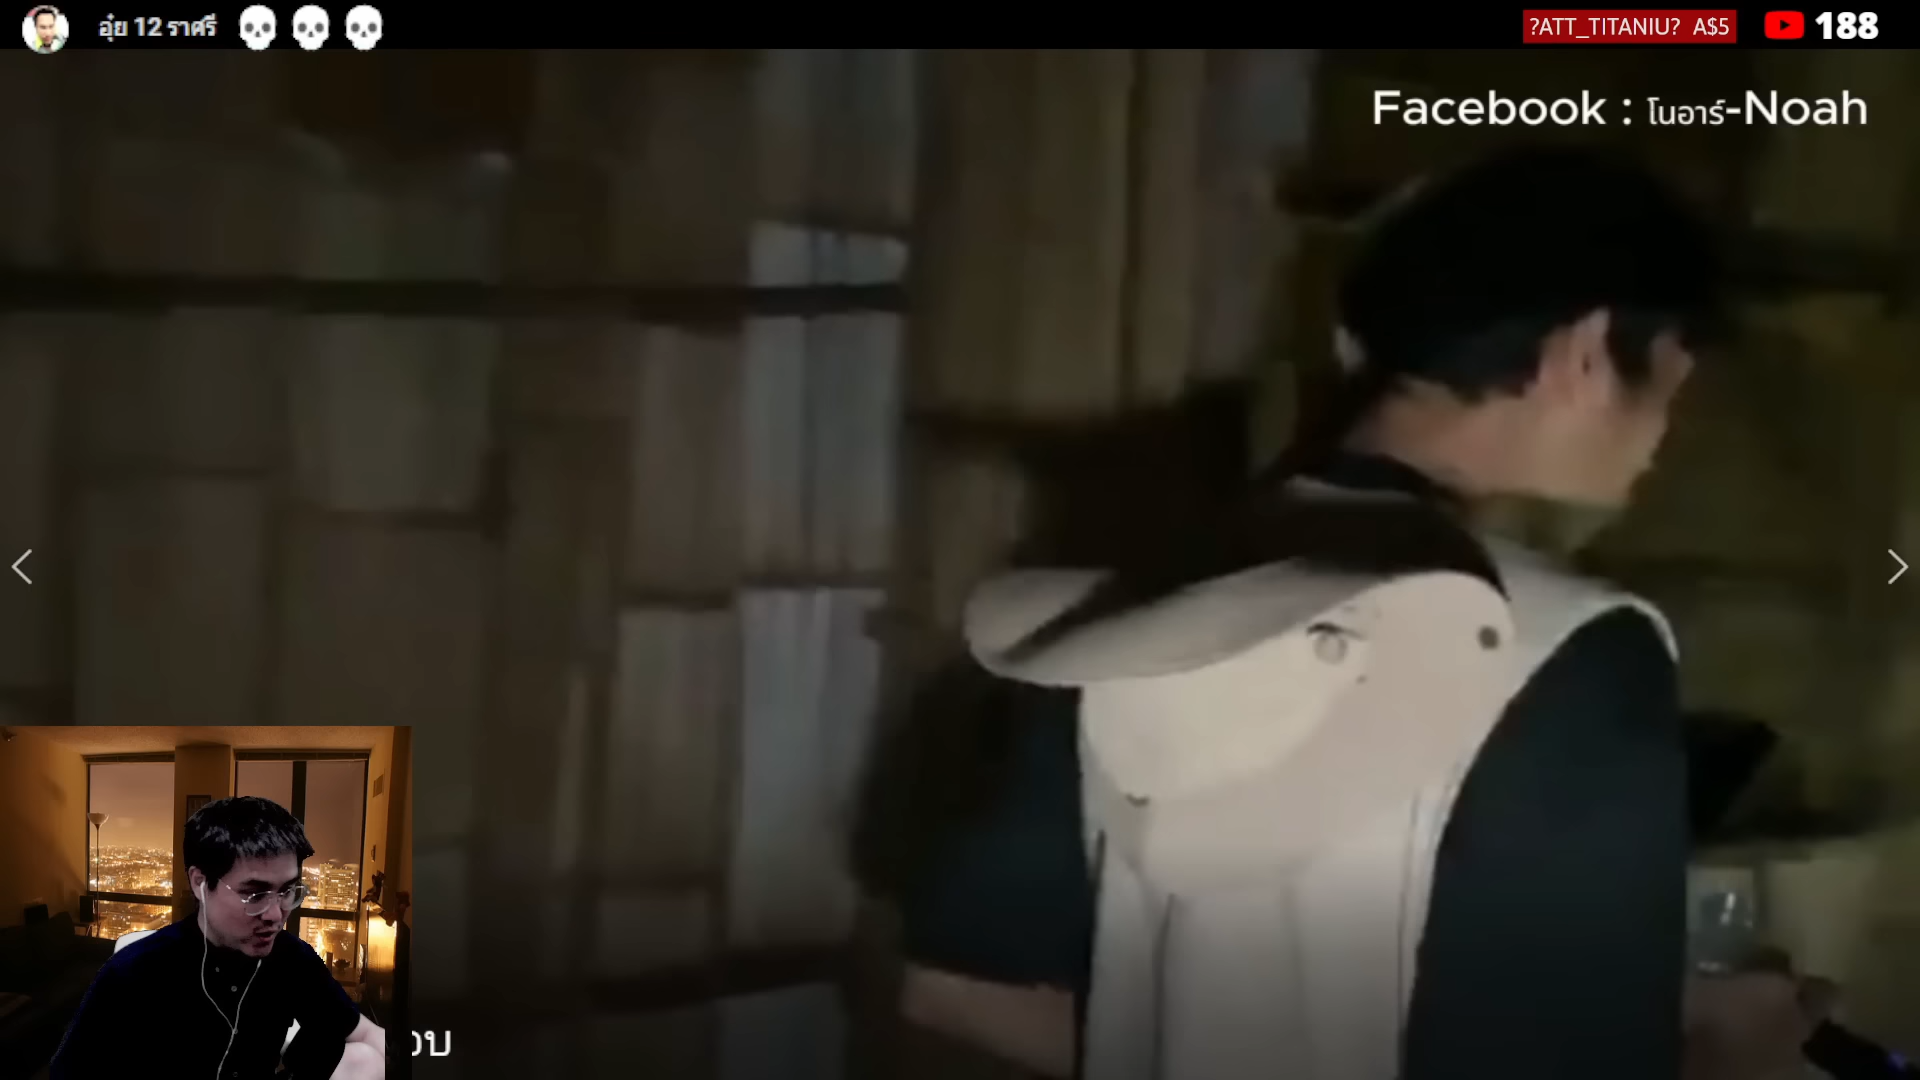 อุ๋ย 12 ราศรี 💀💀💀
?ATT_TITANIU? A$5
188
Facebook : โนอาร์-Noah